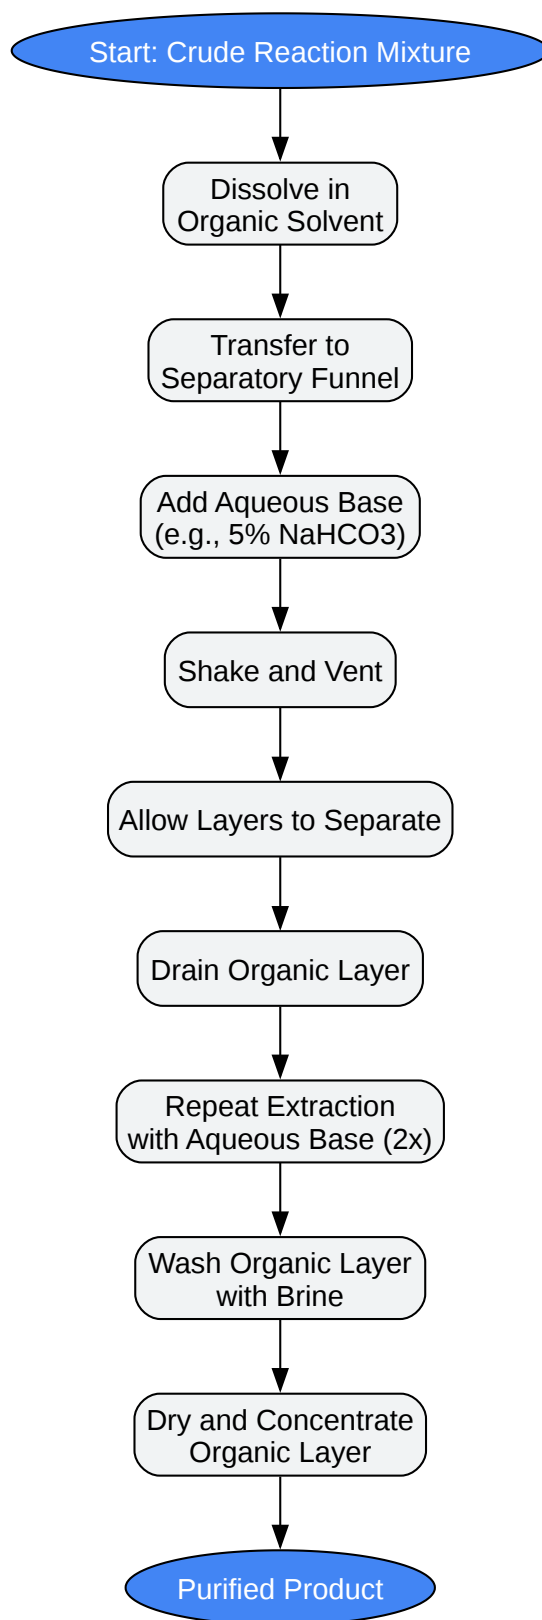 Start: Crude Reaction Mixture
Dissolve in
Organic Solvent
Transfer to
Separatory Funnel
Add Aqueous Base
(e.g., 5% NaHCO3)
Shake and Vent
Allow Layers to Separate
Drain Organic Layer
Repeat Extraction
with Aqueous Base (2x)
Wash Organic Layer
with Brine
Dry and Concentrate
Organic Layer
Purified Product